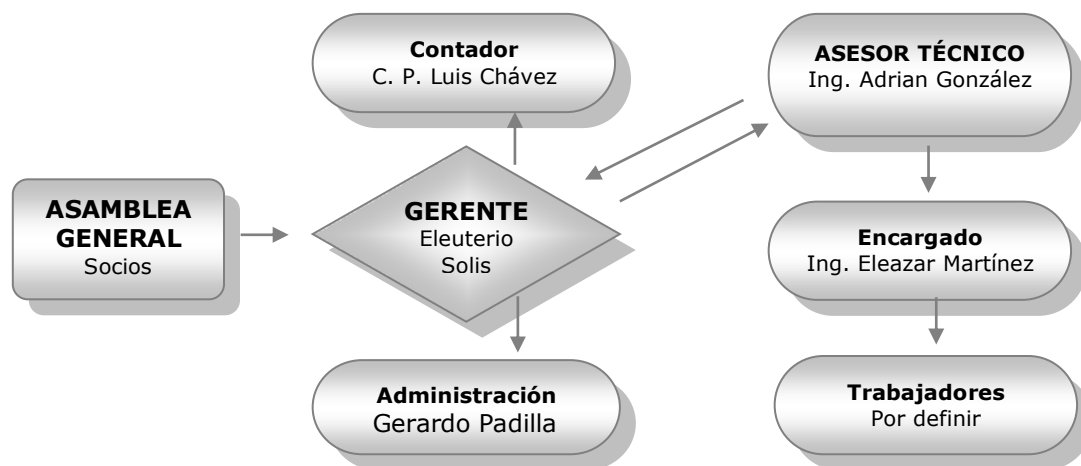 Contador
C. P. Luis Chávez
ASESOR TÉCNICO
Ing. Adrian González
ASAMBLEA
GENERAL
Socios
GERENTE
Eleuterio
Solis
Encargado
Ing. Eleazar Martínez
Administración
Gerardo Padilla
Trabajadores
Por definir